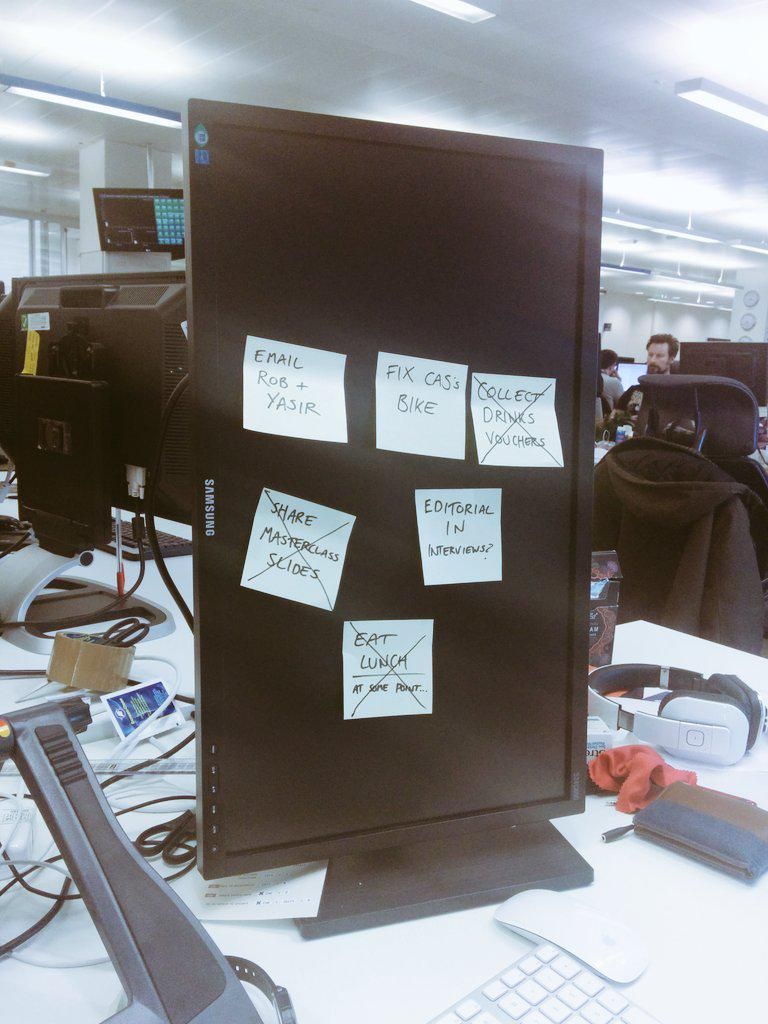 EMAIL
ROB +
YASIR
FIX CAS's
BIKE
COLLECT
DRINKS
VOUCHERS
SHARE
MASTERCLASS
SLIDES
EDITORIAL
IN
INTERVIEWS?
EAT
LUNCH
AT SOME POINT...
SAMSUNG